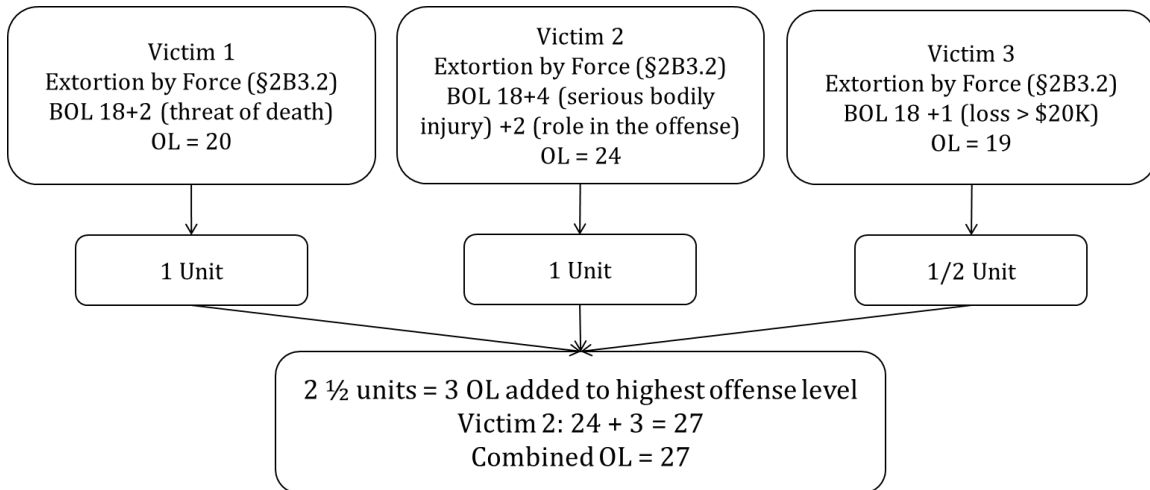 Victim 1
Extortion by Force (§2B3.2)
BOL 18+2 (threat of death)
OL = 20
Victim 2
Extortion by Force (§2B3.2)
BOL 18+4 (serious bodily
injury) +2 (role in the offense)
OL = 24
Victim 3
Extortion by Force (§2B3.2)
BOL 18 +1 (loss > $20K)
OL = 19
1 Unit
1 Unit
1/2 Unit
2 ½ units = 3 OL added to highest offense level
Victim 2: 24 + 3 = 27
Combined OL = 27